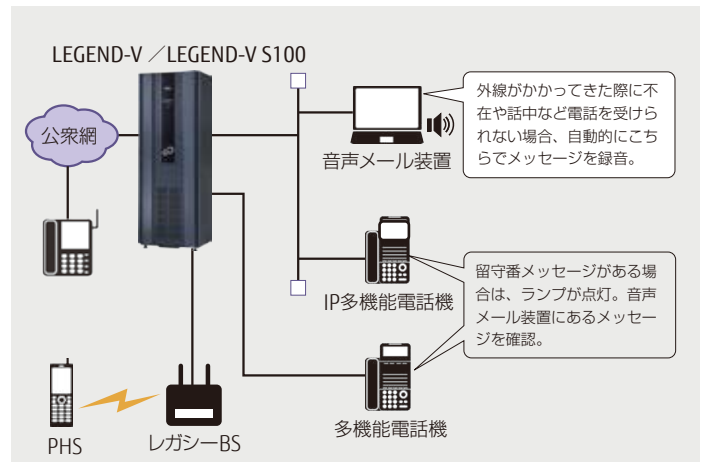 LEGEND-V ／LEGEND-V S100
公衆網
音声メール装置
外線がかかってきた際に不
在や話中など電話を受けら
れない場合、自動的にこち
らでメッセージを録音。
IP多機能電話機
留守番メッセージがある場
合は、ランプが点灯。音声
メール装置にあるメッセー
ジを確認。
多機能電話機
PHS
レガシーBS